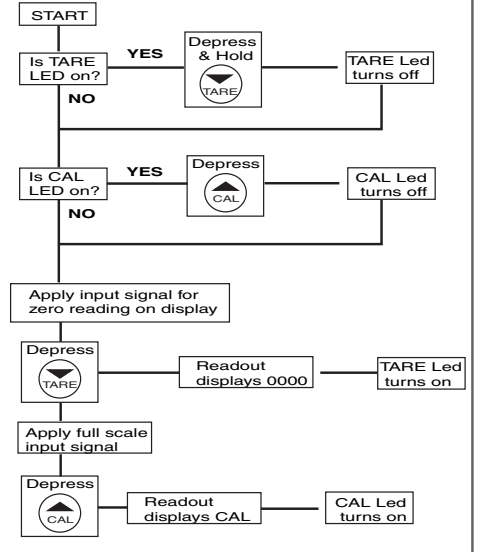 START
Is TARE
LED on?
YES
Depress
& Hold
TARE
TARE Led
turns off
NO
Is CAL
LED on?
YES
Depress
CAL
CAL Led
turns off
NO
Apply input signal for
zero reading on display
Depress
TARE
Readout
displays 0000
TARE Led
turns on
Apply full scale
input signal
Depress
CAL
Readout
displays CAL
CAL Led
turns on